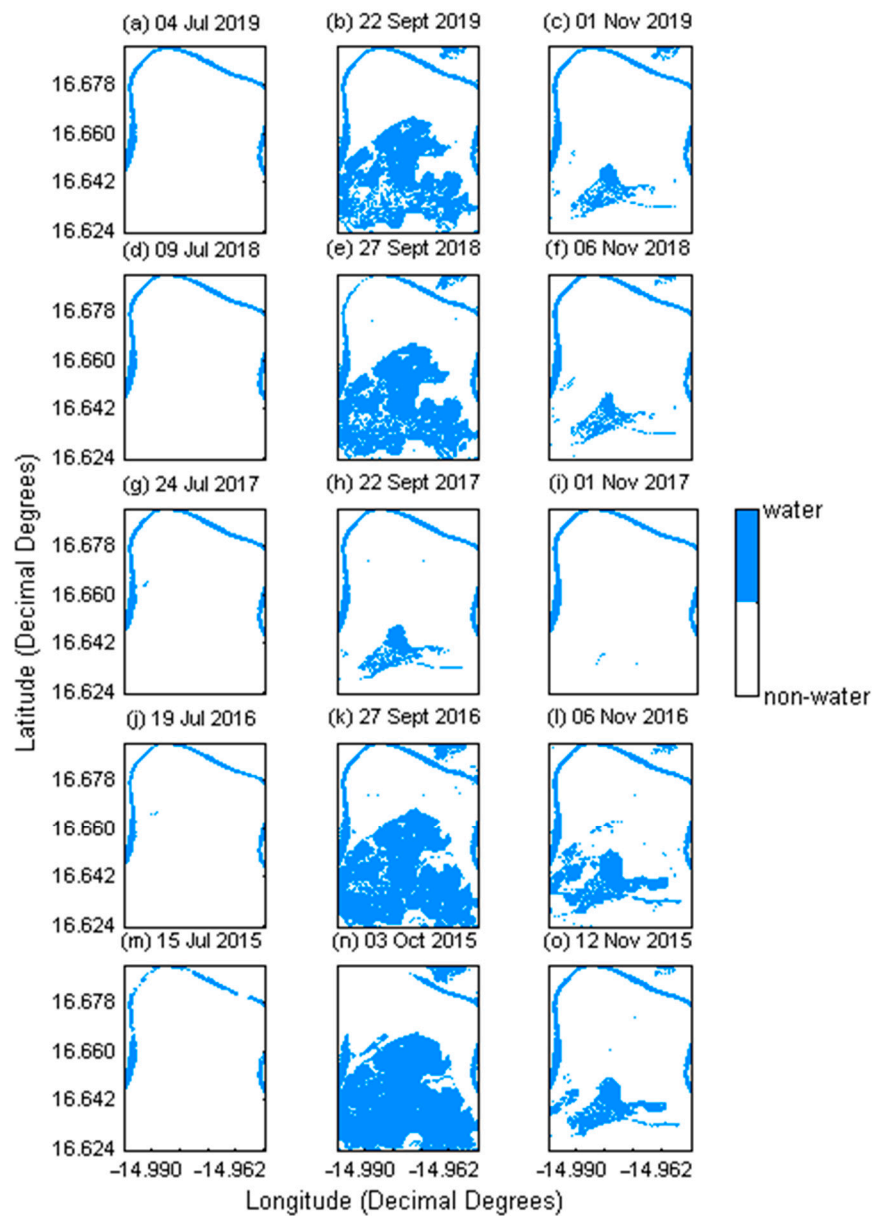 (a) 04 Jul 2019 (b) 22 Sept 2019 (c) 01 Nov 2019
16.678
16.660
16.642
16.624
(d) 09 Jul 2018 (e) 27 Sept 2018 (f) 06 Nov 2018
16.678
16.660
16.642
16.624
(g) 24 Jul 2017 (h) 22 Sept 2017 (i) 01 Nov 2017
16.678
16.660
16.642
16.624
(j) 19 Jul 2016 (k) 27 Sept 2016 (l) 06 Nov 2016
16.678
16.660
16.642
16.624
(m) 15 Jul 2015 (n) 03 Oct 2015 (o) 12 Nov 2015
16.678
16.660
16.642
16.624
−14.990 −14.962 −14.990 −14.962 −14.990 −14.962
Longitude (Decimal Degrees)
Latitude (Decimal Degrees)
water
non-water